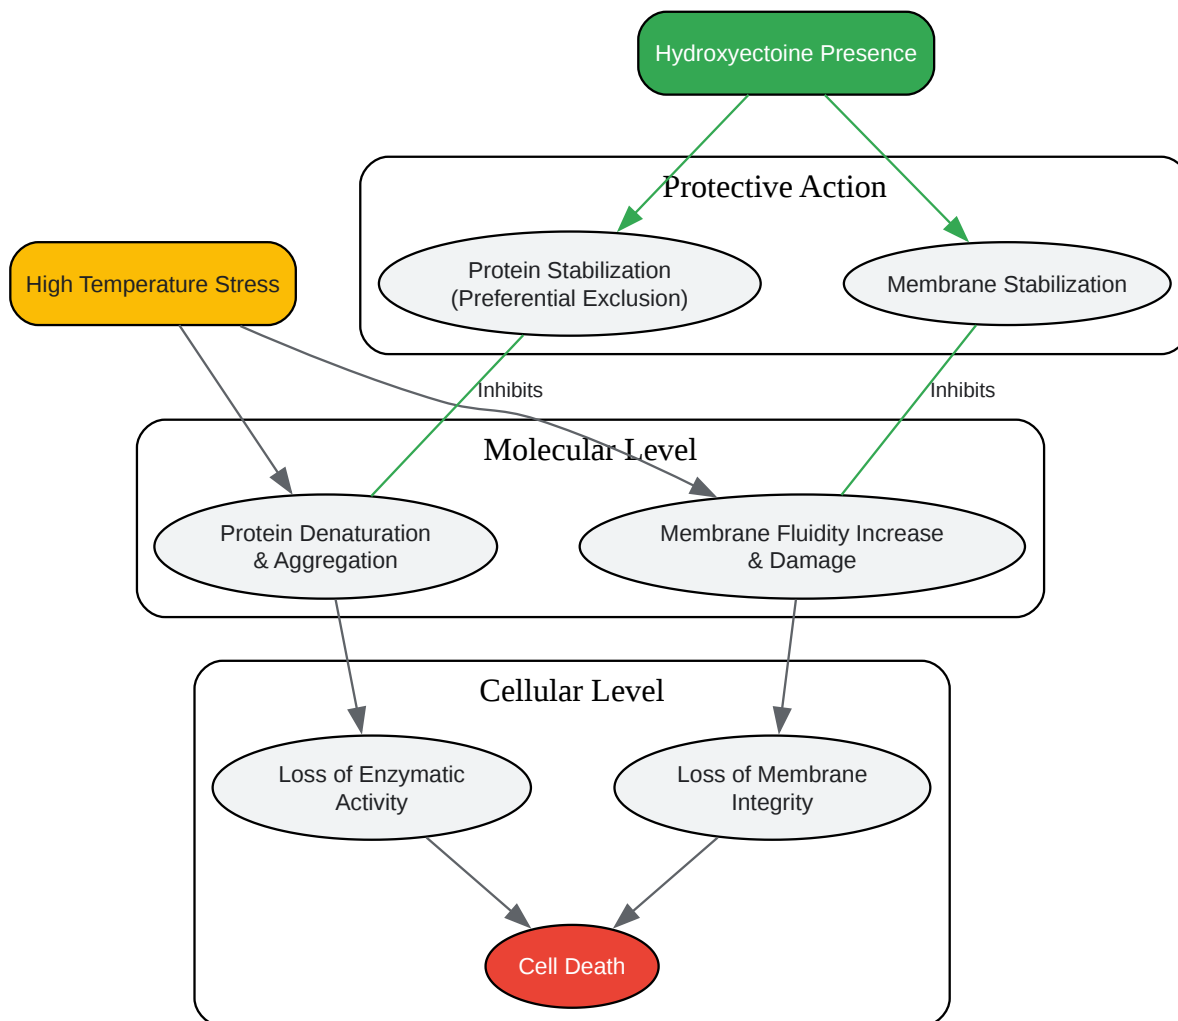 Hydroxyectoine Presence
Protective Action
High Temperature Stress
Protein Stabilization
(Preferential Exclusion)
Membrane Stabilization
Inhibits
Inhibits
Molecular Level
Protein Denaturation
& Aggregation
Membrane Fluidity Increase
& Damage
Cellular Level
Loss of Enzymatic
Activity
Loss of Membrane
Integrity
Cell Death